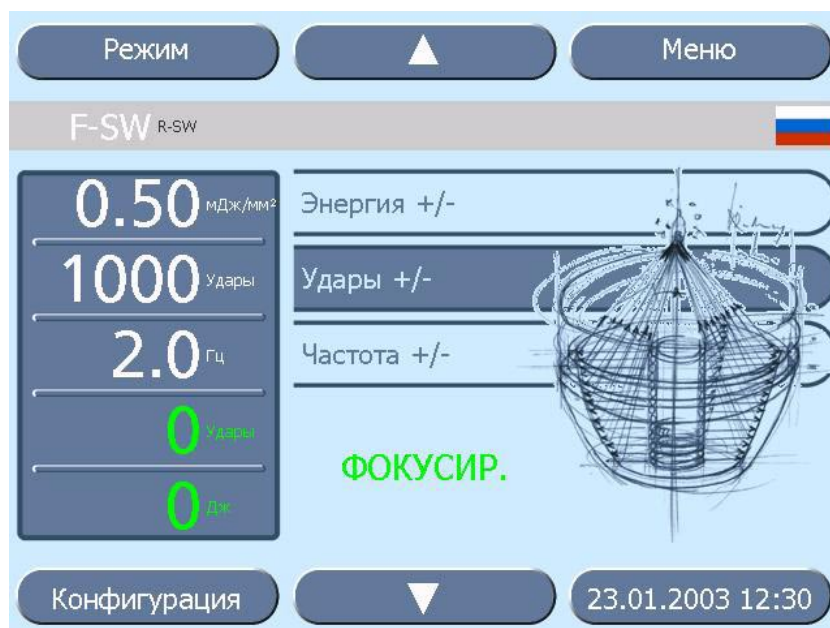 Режим
Меню
F-SW R-SW
0.50 мДж/мм²
Энергия +/-
1000 Удары
Удары +/-
2.0 Гц
Частота +/-
0 Удары
ФОКУСИР.
0 Дж
Конфигурация
23.01.2003 12:30